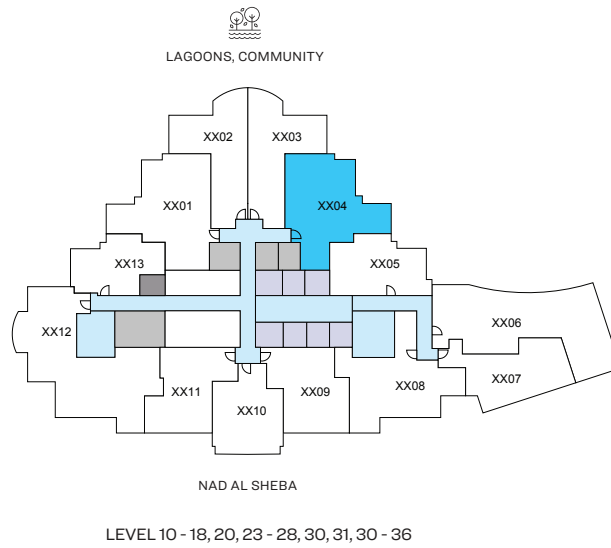 LAGOONS, COMMUNITY
XX02
XX03
XX01
XX04
XX13
XX05
XX12
XX06
XX11
XX10
XX09
XX08
XX07
NAD AL SHEBA
LEVEL 10 - 18, 20, 23 - 28, 30, 31, 30 - 36